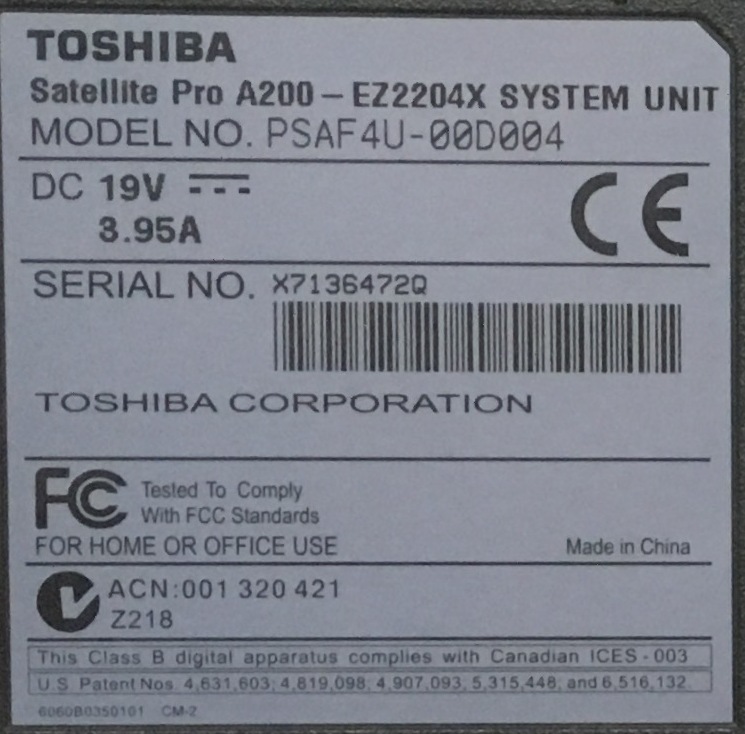 TOSHIBA
Satellite Pro A200 – EZ2204X SYSTEM UNIT
MODEL NO. PSAF4U-00D004
DC 19V
3.95A
CE
SERIAL NO. X7136472Q
TOSHIBA CORPORATION
FC Tested To Comply
With FCC Standards
FOR HOME OR OFFICE USE Made in China
ACN:001 320 421
Z218
This Class B digital apparatus complies with Canadian ICES - 003
U.S. Patent Nos. 4,631,603; 4,819,098; 4,907,093; 5,315,448; and 6,516,132.
6060B0350101 CM-2